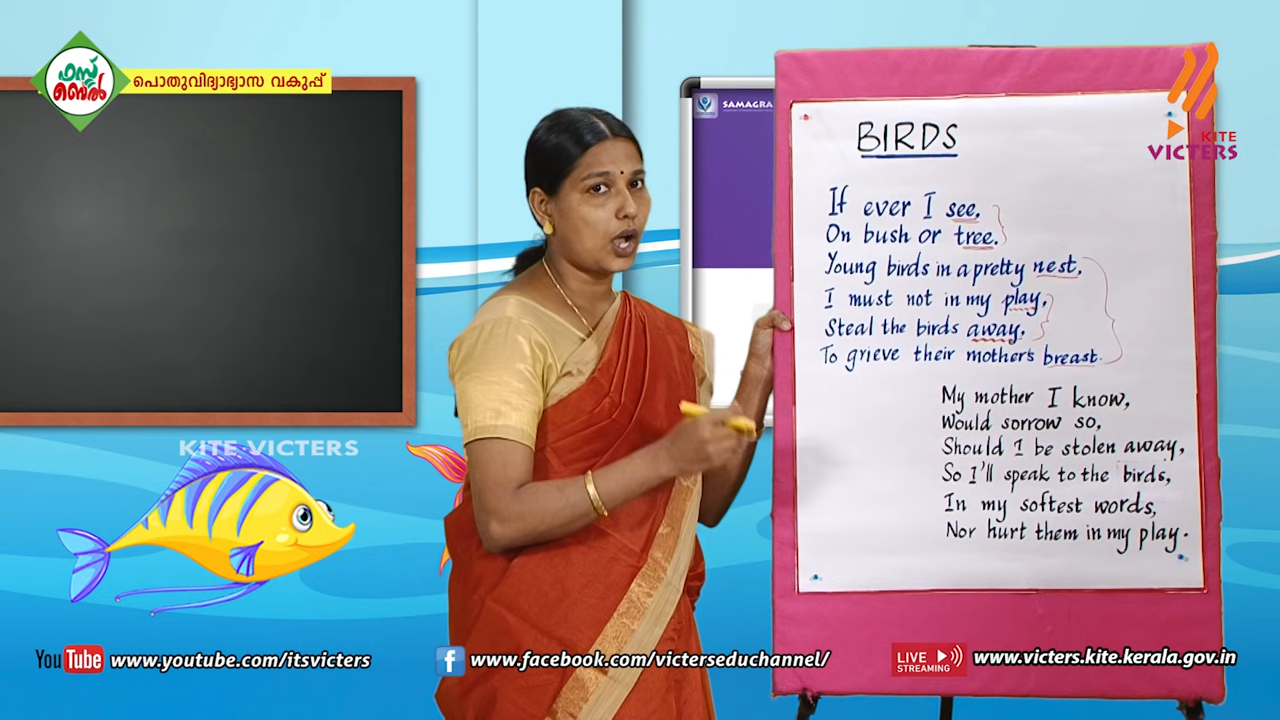 ഫസ്റ്റ്
ബെൽ
പൊതുവിദ്യാഭ്യാസ വകുപ്പ്
SAMAGRA
KITE
VICTERS
BIRDS
If ever I see,
On bush or tree.
Young birds in a pretty nest,
I must not in my play,
Steal the birds away.
To grieve their mother's breast.
My mother I know,
Would sorrow so,
Should I be stolen away,
So I'll speak to the birds,
In my softest words,
Nor hurt them in my play.
KITE VICTERS
YouTube www.youtube.com/itsvicters
f www.facebook.com/victerseduchannel/
LIVE STREAMING www.victers.kite.kerala.gov.in